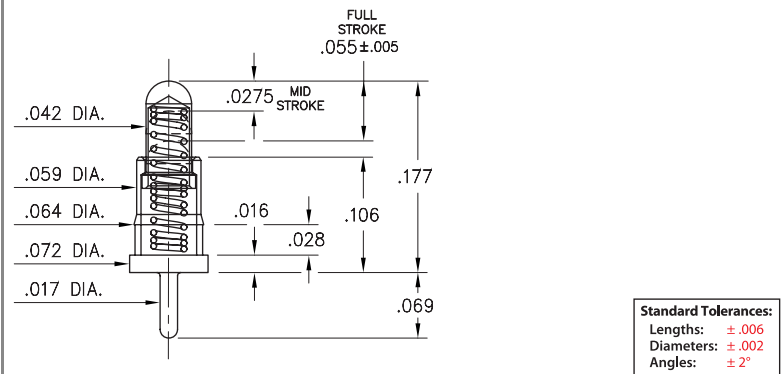 FULL
STROKE
.055±.005
MID
STROKE
.0275
.042 DIA.
.059 DIA.
.064 DIA.
.072 DIA.
.017 DIA.
.016
.028
.106
.177
.069
Standard Tolerances:
Lengths: ± .006
Diameters: ± .002
Angles: ± 2°